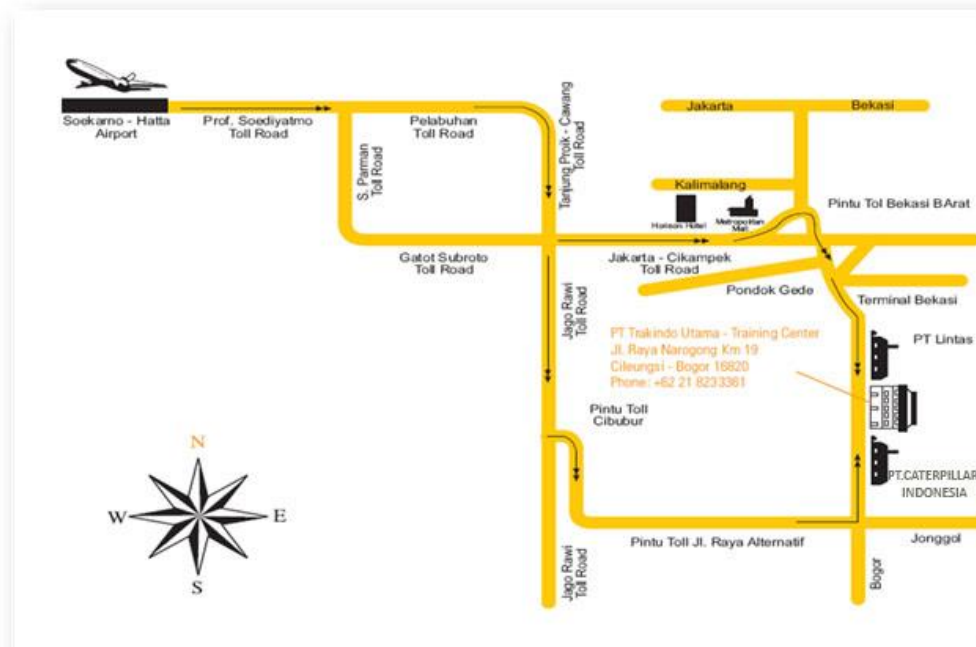 Soekarno - Hatta
Airport
Prof. Soediyatmo
Toll Road
Pelabuhan
Toll Road
S. Parman
Toll Road
Tanjung Proik - Cawang
Toll Road
Jakarta
Bekasi
Kalimalang
Horison Hotel
Metropolitan
Mall
Pintu Tol Bekasi BArat
Gatot Subroto
Toll Road
Jakarta - Cikampek
Toll Road
Pondok Gede
Terminal Bekasi
Jago Rawi
Toll Road
PT Trakindo Utama - Training Center
Jl. Raya Narogong Km 19
Cileungsi - Bogor 16820
Phone: +62 21 8233361
PT Lintas
Pintu Toll
Cibubur
N
W
E
S
PT.CATERPILLAR
INDONESIA
Pintu Toll Jl. Raya Alternatif
Jonggol
Jago Rawi
Toll Road
Bogor